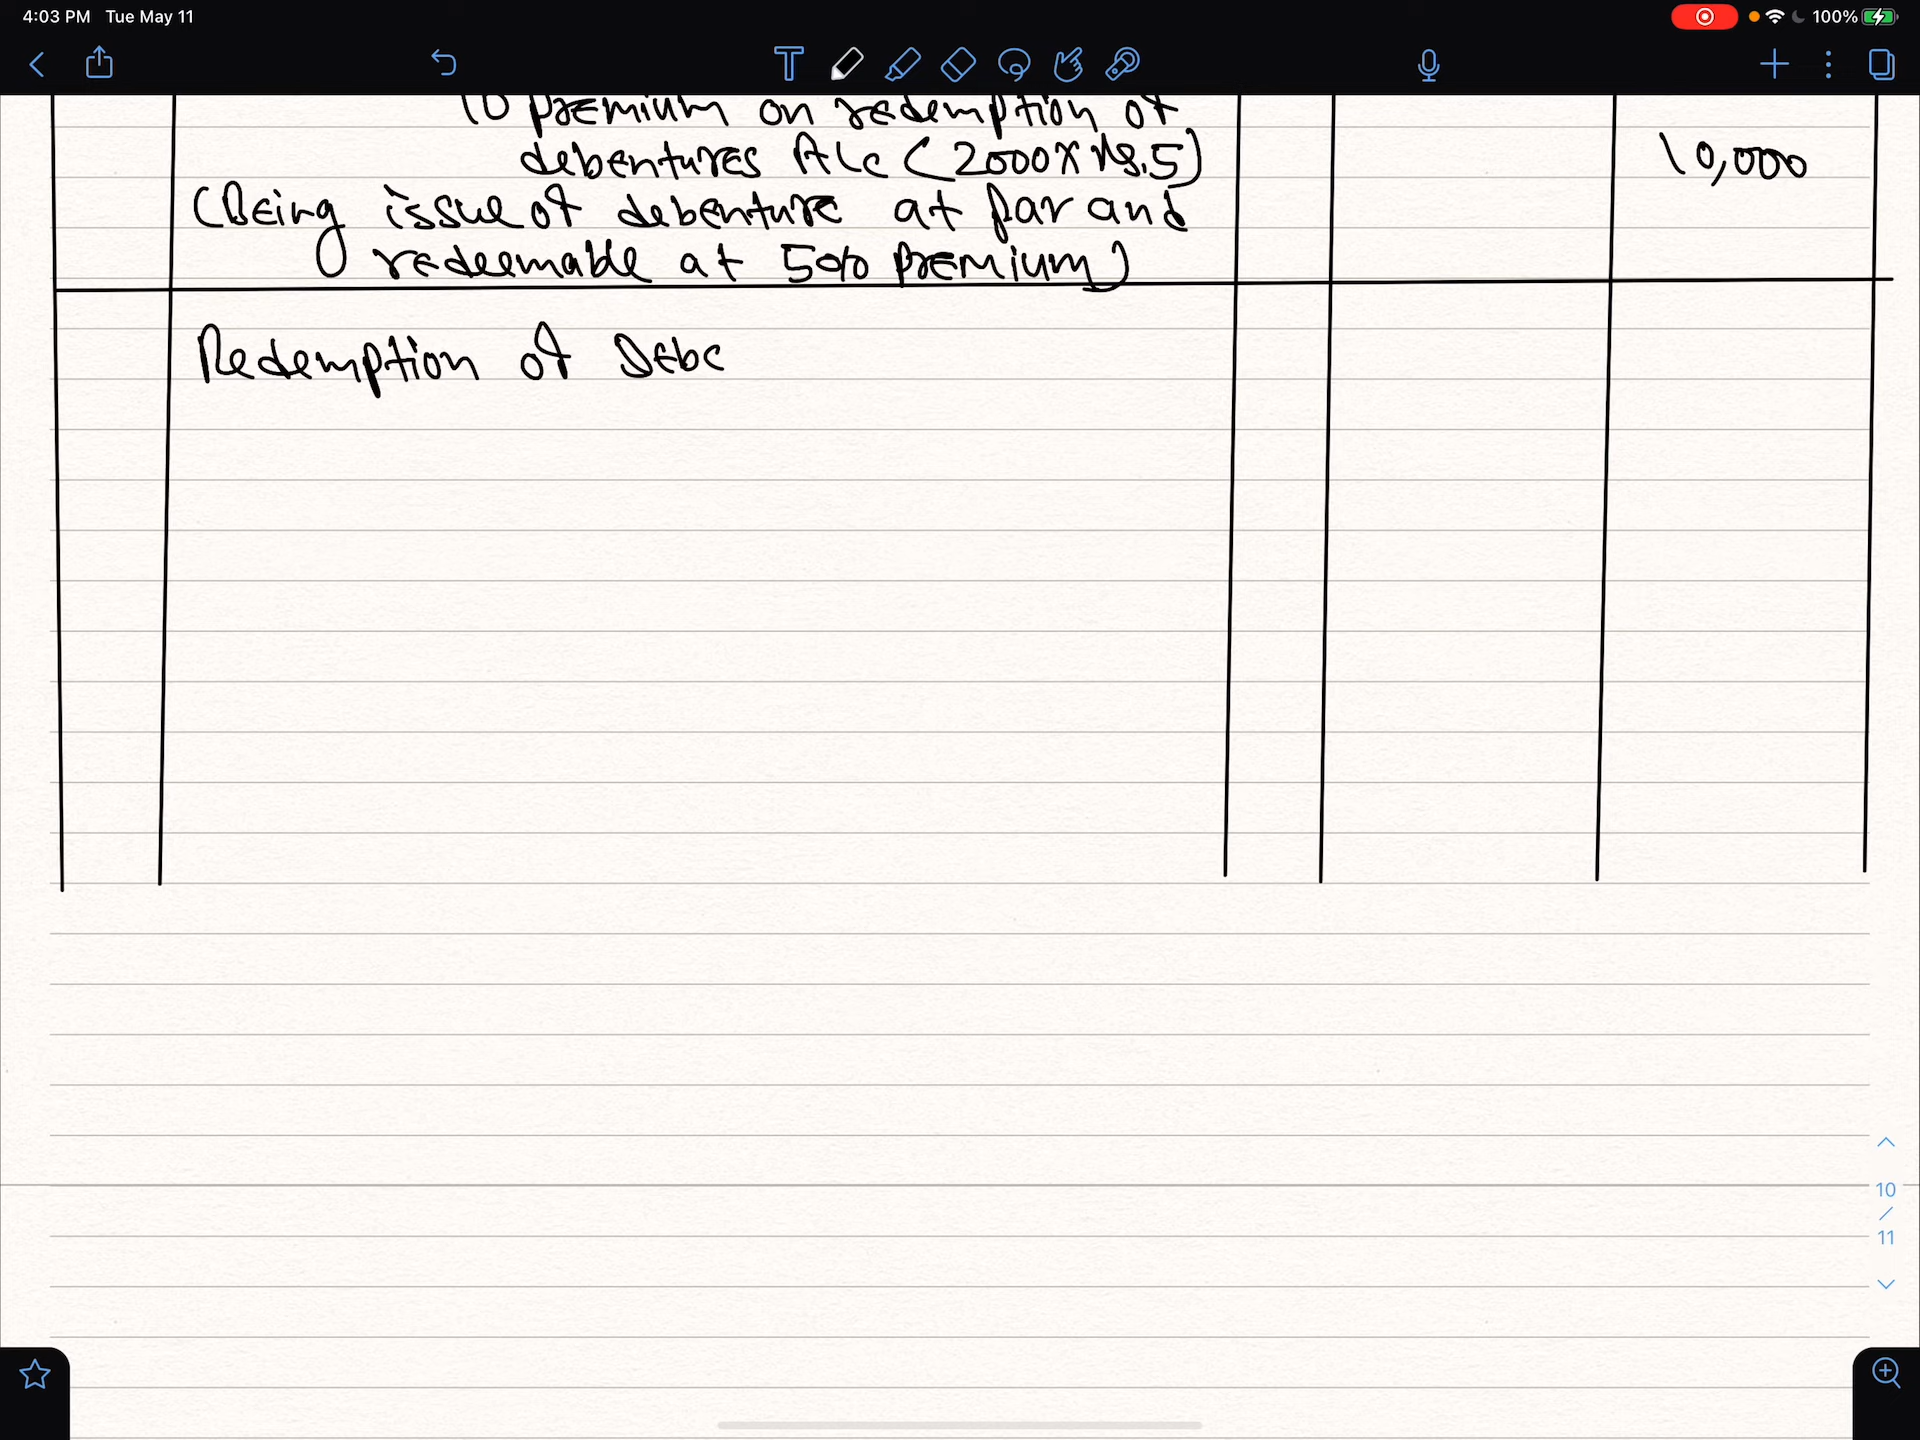 4:03 PM Tue May 11
100%
T
To premium on redemption of
debentures A/c (2000x Rs.5)
10,000
(Being issue of debenture at par and
redeemable at 5% premium)
Redemption of Debe
10
/
11